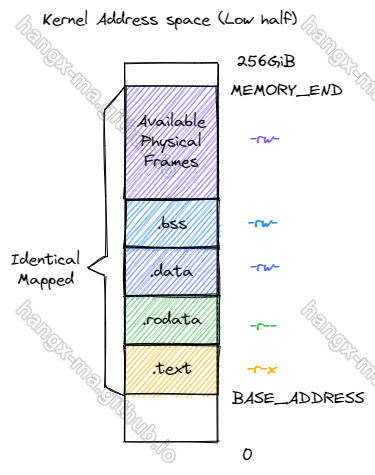 Kernel Address space (Low half)
256GiB
MEMORY_END
Available
Physical
Frames
-rw-
.bss
-rw-
.data
-rw-
Identical
Mapped
.rodata
-r--
.text
-r-x
BASE_ADDRESS
0
hangx-ma.github.io
hangx-ma.github.io
hangx-ma.github.io
hangx-ma.github.io